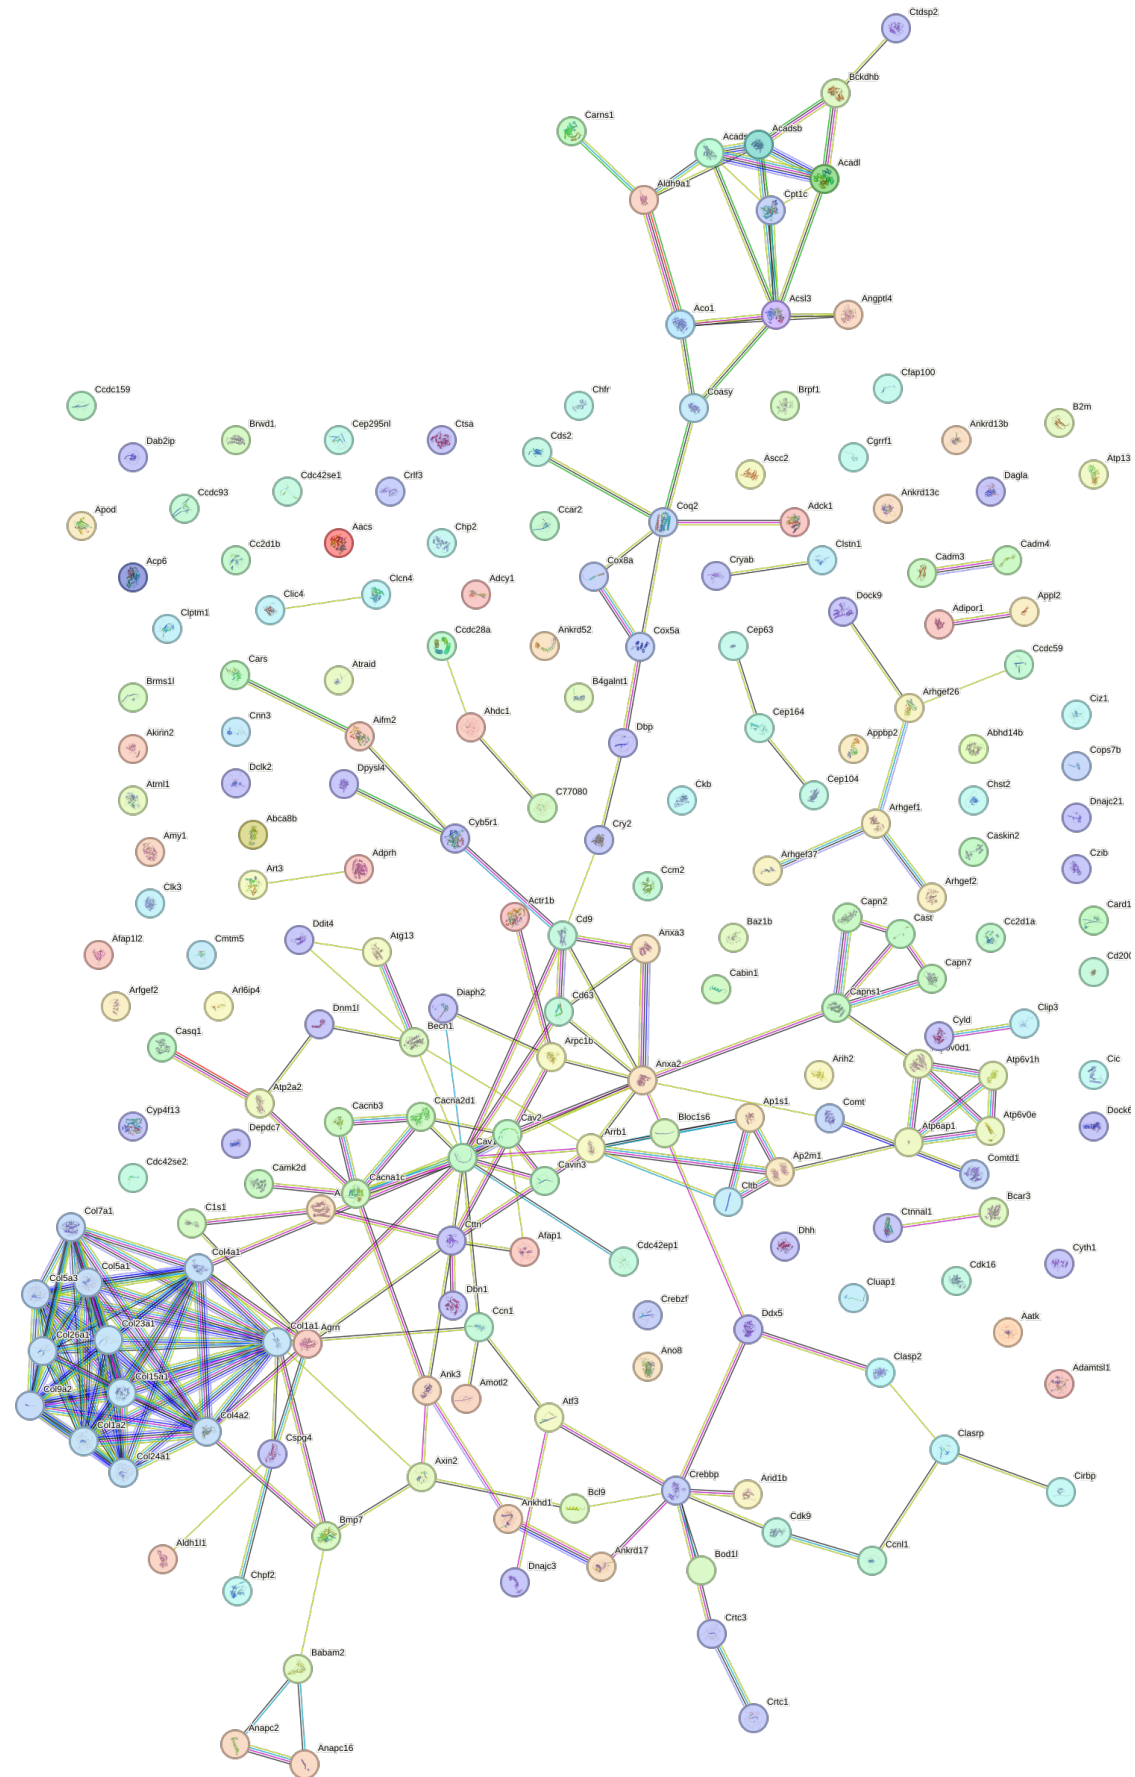 Ctdsp2
Bckdhb
Carns1
Acads
Acadsb
Acadl
Aldh9a1
Cpt1c
Acsl3
Angptl4
Aco1
Coasy
Ccdc159
Chfr
Brpf1
Cfap100
B2m
Dab2ip
Brwd1
Cep295nl
Ctsa
Cds2
Ankrd13b
Cgrrf1
Ascc2
Atp13
Cdc42se1
Crlf3
Dagla
Ccdc93
Ankrd13c
Apod
Coq2
Adck1
Ccar2
Aacs
Chp2
Cc2d1b
Acp6
Cox8a
Cryab
Clstn1
Cadm3
Cadm4
Clic4
Clcn4
Adcy1
Dock9
Adipor1
Appl2
Clptm1
Ccdc28a
Ankrd52
Cox5a
Cep63
Ccdc59
Cars
Atraid
Brms1l
B4galnt1
Arhgef26
Ciz1
Ahdc1
Cnn3
Aifm2
Cep164
Akirin2
Dbp
Appbp2
Abhd14b
Cops7b
Dclk2
Dpysl4
Atrnl1
C77080
Ckb
Cep104
Chst2
Dnajc21
Abca8b
Cyb5r1
Cry2
Arhgef1
Amy1
Caskin2
Czib
Adprh
Arhgef37
Art3
Ccm2
Clk3
Arhgef2
Actr1b
Capn2
Card1
Ddit4
Atg13
Cd9
Anxa3
Baz1b
Cast
Cc2d1a
Afap1l2
Cmtm5
Cabin1
Capn7
Cd200
Arfgef2
Arl6ip4
Diaph2
Cd63
Capns1
Dnm1l
Becn1
Cyld
Clip3
Casq1
Arpc1b
Anxa2
Arih2
Atp6v1h
Cic
Atp2a2
Cyp4f13
Cacnb3
Cacna2d1
Cav2
Bloc1s6
Ap1s1
Comt
Atp6v0e
Dock6
Depdc7
Arrb1
Atp6ap1
Cav1
Cdc42se2
Camk2d
Cacna1c
Cavin3
Ap2m1
Comtd1
Cltb
C1s1
Bcar3
Col7a1
Cttn
Ctnnal1
Afap1
Dhh
Col4a1
Cdc42ep1
Cyth1
Col5a1
Cdk16
Col5a3
Dbn1
Cluap1
Crebzf
Col23a1
Col1a1
Agrn
Ccn1
Ddx5
Aatk
Col26a1
Ano8
Clasp2
Adamtsl1
Col15a1
Ank3
Amotl2
Col9a2
Atf3
Col4a2
Col1a2
Cspg4
Clasrp
Col24a1
Axin2
Crebbp
Arid1b
Cirbp
Bcl9
Ankhd1
Cdk9
Bmp7
Aldh1l1
Ankrd17
Ccnl1
Dnajc3
Bod1l
Chpf2
Crtc3
Babam2
Crtc1
Anapc2
Anapc16